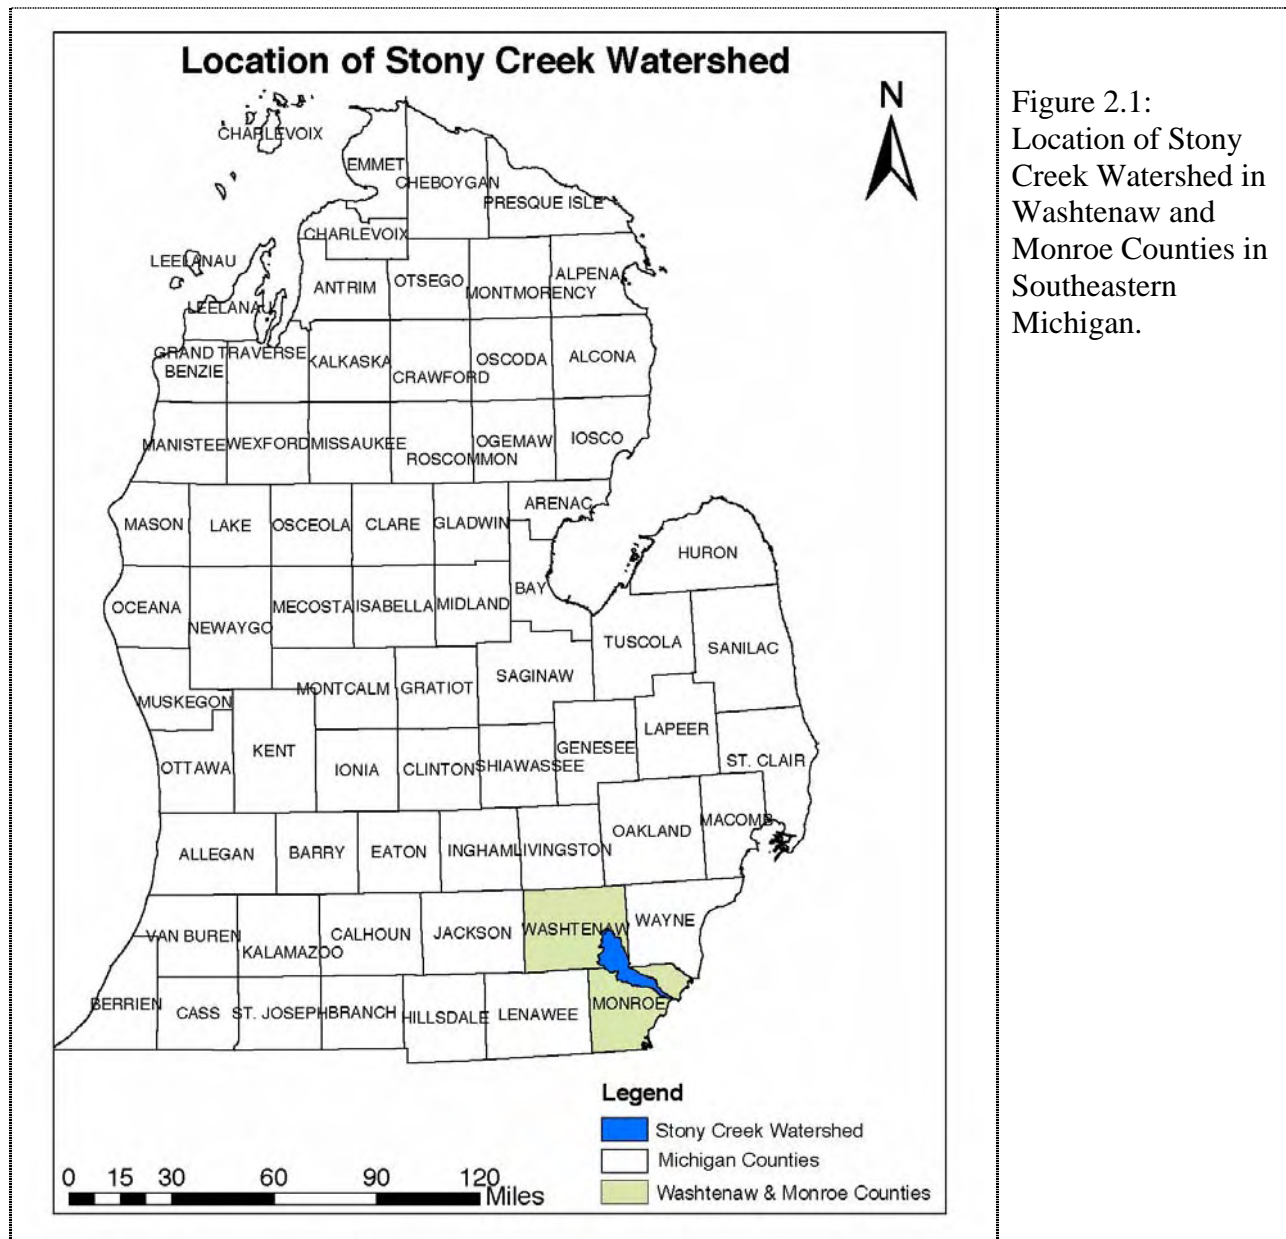 Location of Stony Creek Watershed
N
CHARLEVOIX
EMMET
CHEBOYGAN
PRESQUE ISLE
CHARLEVOIX
LEELANAU
ANTRIM
OTSEGO
MONTMORENCY
ALPENA
LEELANAU
GRAND TRAVERSE
BENZIE
KALKASKA
CRAWFORD
OSCODA
ALCONA
MANISTEE
WEXFORD
MISSAUKEE
ROSCOMMON
OGEMAW
IOSCO
MASON
LAKE
OSCEOLA
CLARE
GLADWIN
ARENAC
HURON
OCEANA
NEWAYGO
MECOSTA
ISABELLA
MIDLAND
BAY
TUSCOLA
SANILAC
MUSKEGON
MONTCALM
GRATIOT
SAGINAW
LAPEER
OTTAWA
KENT
IONIA
CLINTON
SHIAWASSEE
GENESEE
ST. CLAIR
ALLEGAN
BARRY
EATON
INGHAM
LIVINGSTON
OAKLAND
MACOMB
VAN BUREN
KALAMAZOO
CALHOUN
JACKSON
WASHTENAW
WAYNE
BERRIEN
CASS
ST. JOSEPH
BRANCH
HILLSDALE
LENAWEE
MONROE
Legend
Stony Creek Watershed
Michigan Counties
Washtenaw & Monroe Counties
0 15 30 60 90 120
Miles
Figure 2.1:
Location of Stony
Creek Watershed in
Washtenaw and
Monroe Counties in
Southeastern
Michigan.